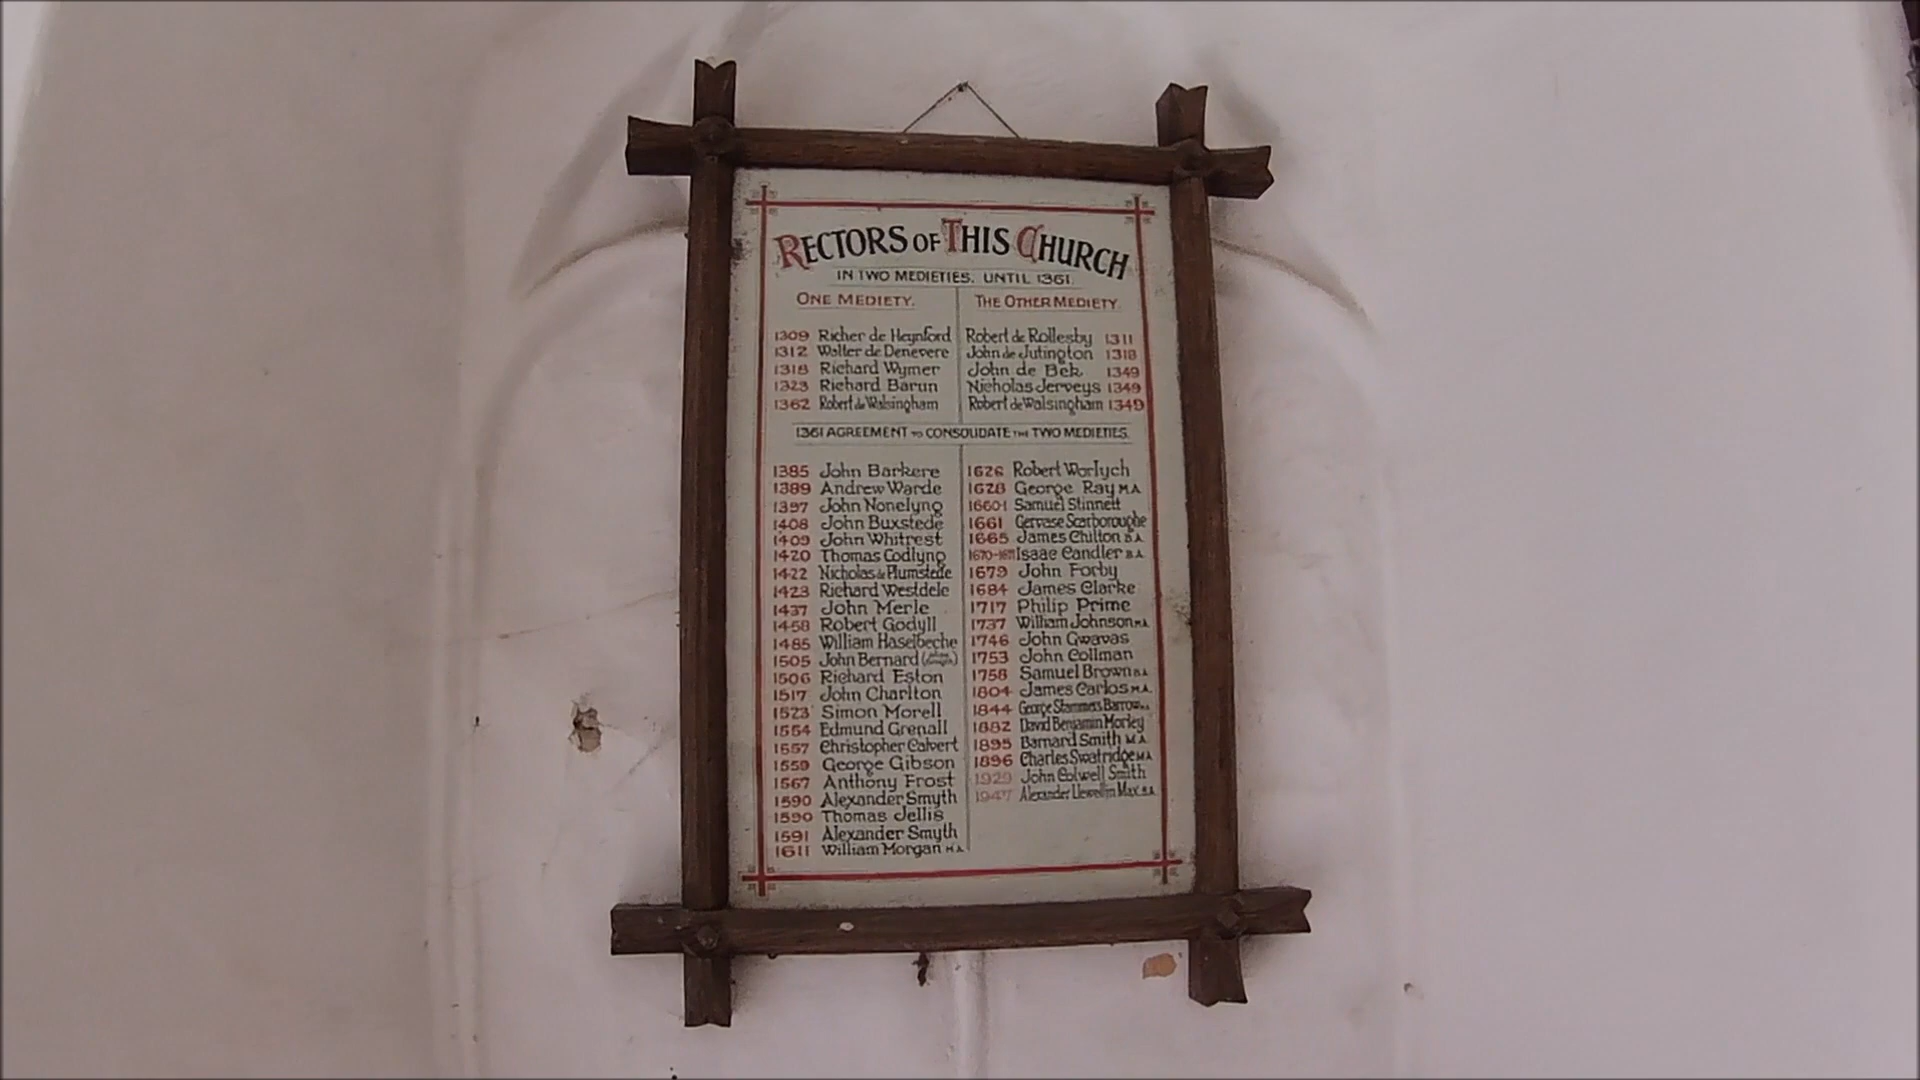 RECTORS OF THIS CHURCH
IN TWO MEDIETIES. UNTIL 1361.
ONE MEDIETY.
1309 Richer de Heynford
1312 Walter de Denevere
1318 Richard Wymer
1323 Richard Barun
1362 Robert de Walsingham
THE OTHER MEDIETY.
Robert de Rollesby 1311
John de Jutington 1318
John de Bek 1349
Nicholas Jerveys 1349
Robert de Walsingham 1349
1361 AGREEMENT TO CONSOLIDATE THE TWO MEDIETIES.
1385 John Barkere
1389 Andrew Warde
1397 John Nonelyng
1408 John Buxstede
1409 John Whitrest
1420 Thomas Codlyng
1422 Nicholas de Plumstede
1423 Richard Westdele
1437 John Merle
1458 Robert Godyll
1485 William Haselbeche
1505 John Bernard
1506 Richard Eston
1517 John Charlton
1523 Simon Morell
1554 Edmund Grenall
1557 Christopher Calvert
1559 George Gibson
1567 Anthony Frost
1590 Alexander Smyth
1590 Thomas Jellis
1591 Alexander Smyth
1611 William Morgan M.A.
1626 Robert Worlych
1628 George Ray M.A.
1660-1 Samuel Stinnett
1661 Gervase Scarboroughe
1665 James Chilton B.A.
Isaac Candler B.A.
1679 John Forby
1684 James Clarke
1717 Philip Prime
1737 William Johnson M.A.
1746 John Gwavas
1753 John Collman
1758 Samuel Brown B.A.
1804 James Carlos M.A.
1844 George Stammers Barrow
1882 David Benjamin Morley
1895 Barnard Smith M.A.
1896 Charles Swatridge M.A.
1929 John Colwell Smith
1947 Alexander Llewellin Max